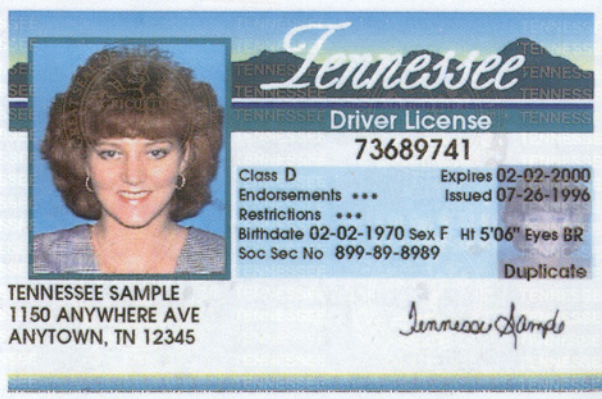 Tennessee
Driver License
73689741
Class D Expires 02-02-2000
Endorsements *** Issued 07-26-1996
Restrictions ***
Birthdate 02-02-1970 Sex F Ht 5'06" Eyes BR
Soc Sec No 899-89-8989
Duplicate
TENNESSEE SAMPLE
1150 ANYWHERE AVE
ANYTOWN, TN 12345
Tennessee Sample